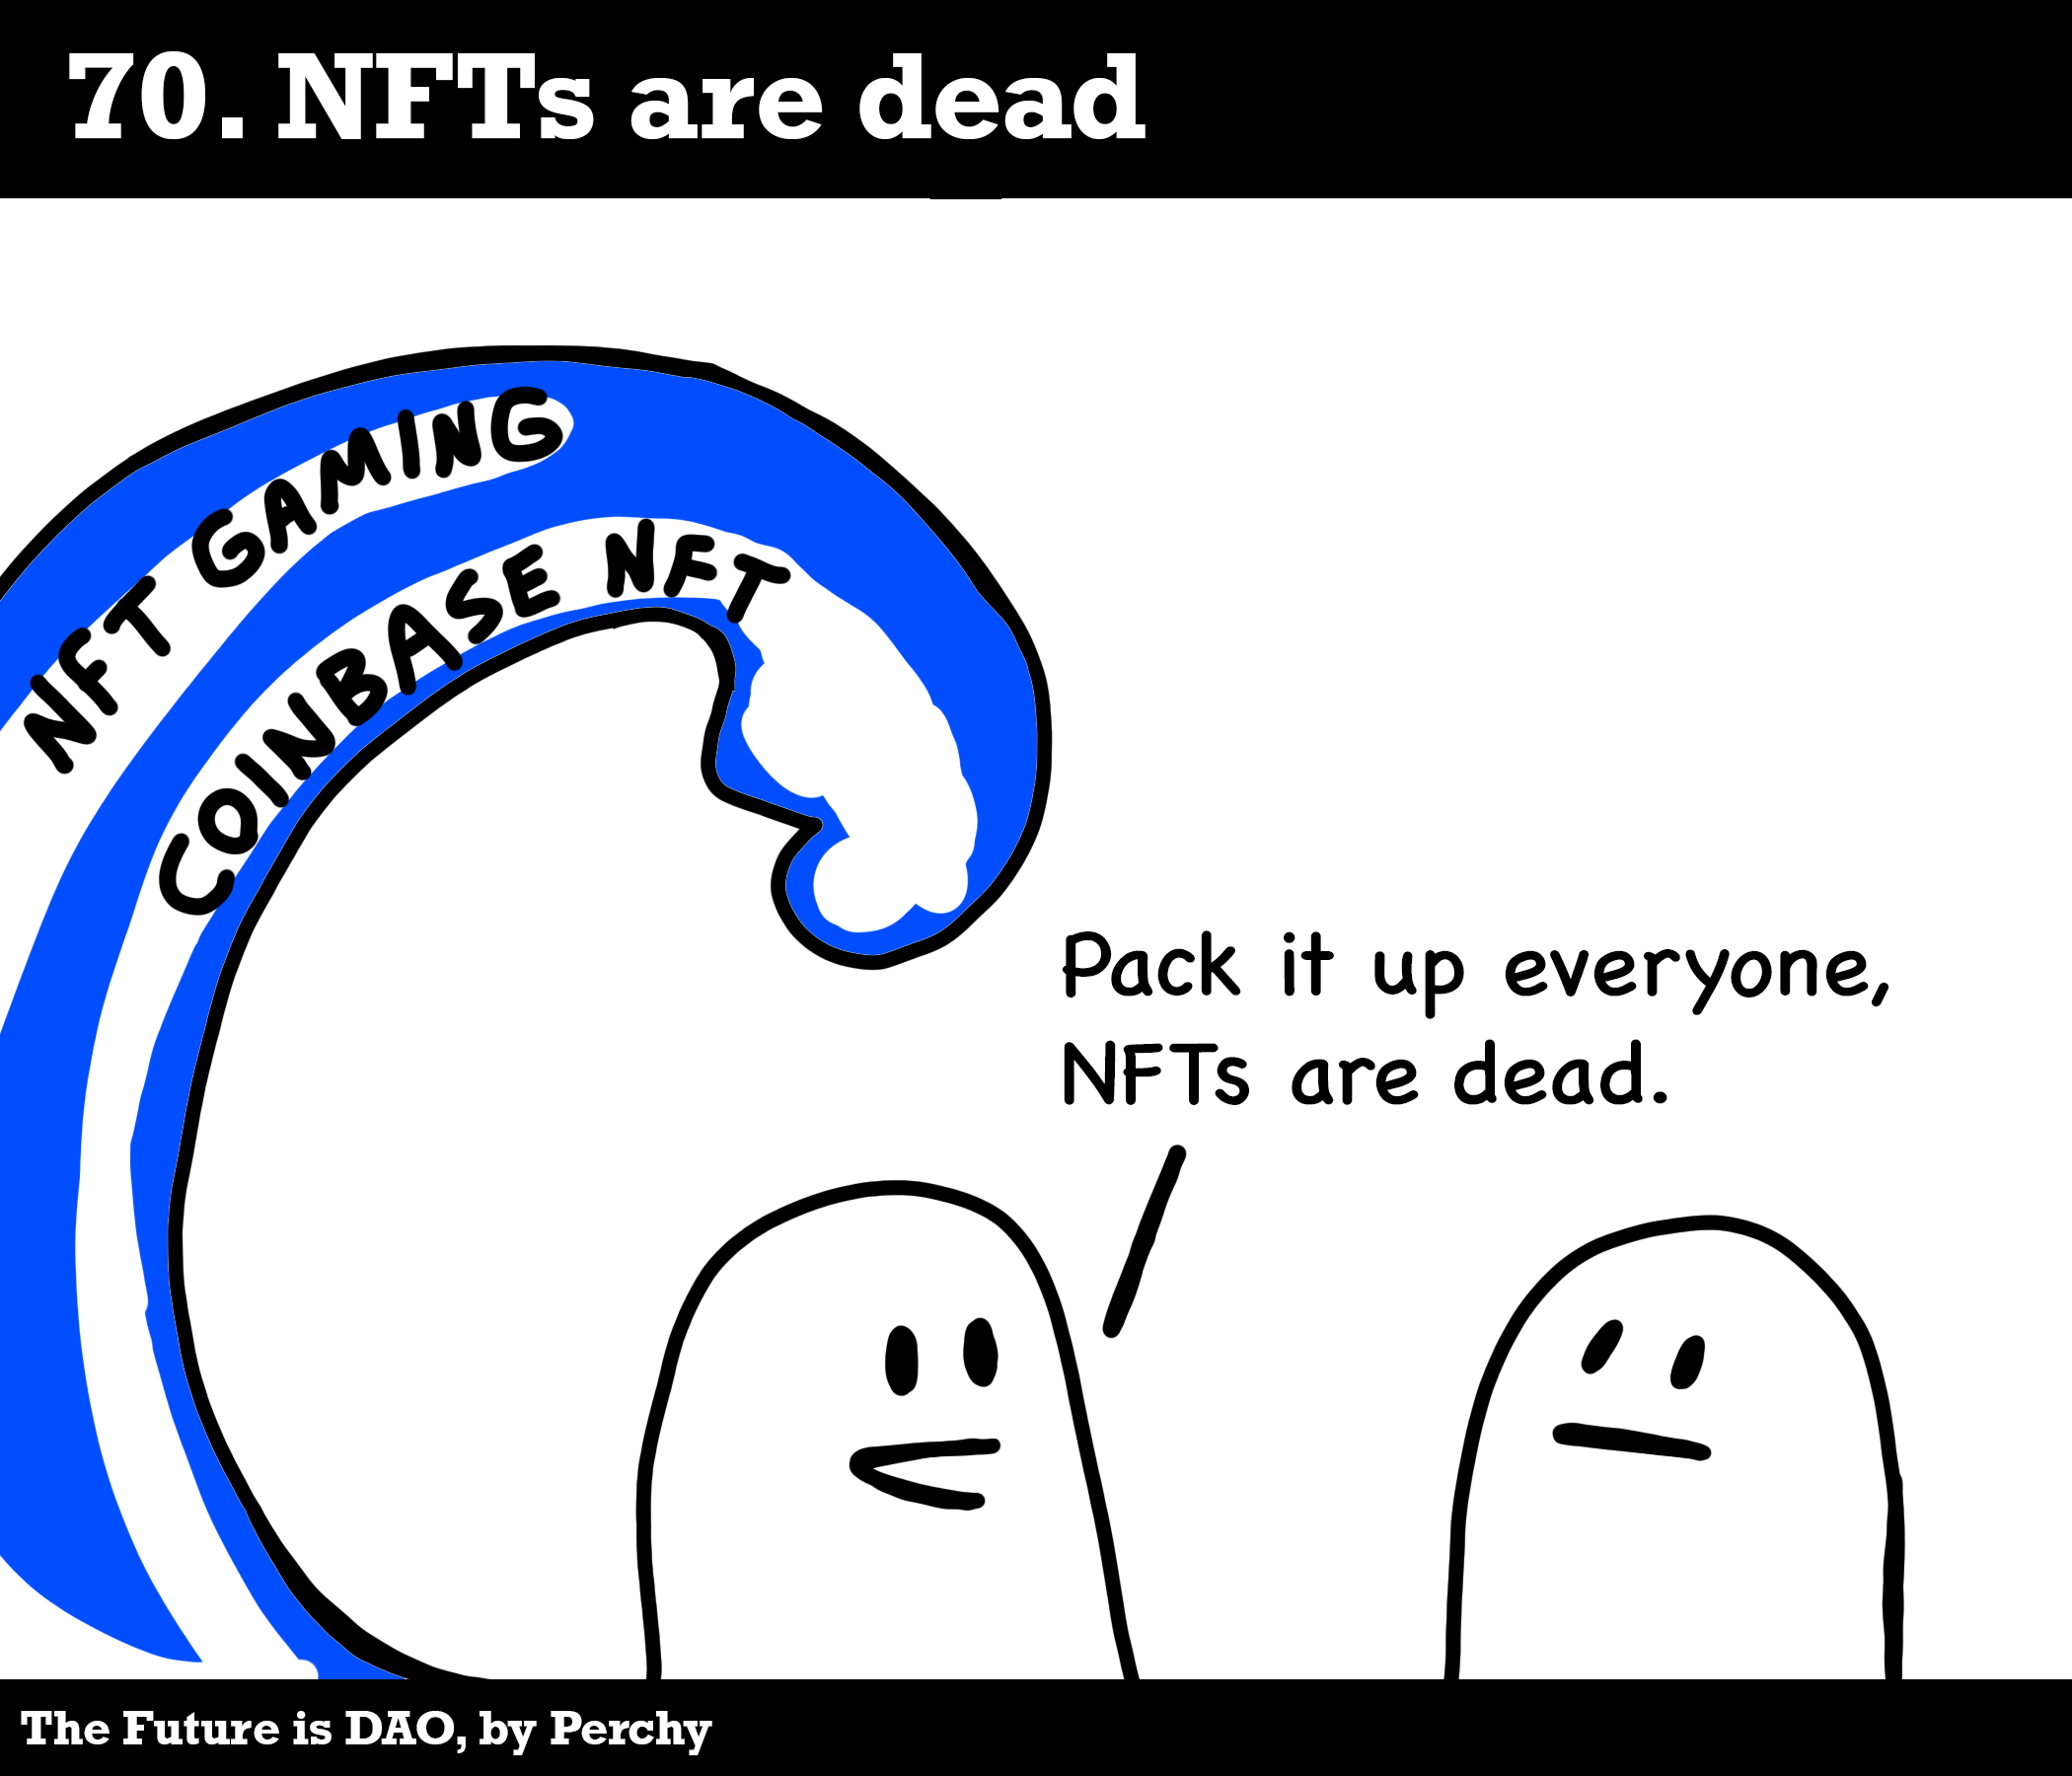 70. NFTs are dead
NFT GAMING
COINBASE NFT
Pack it up everyone,
NFTs are dead.
The Future is DAO, by Perchy